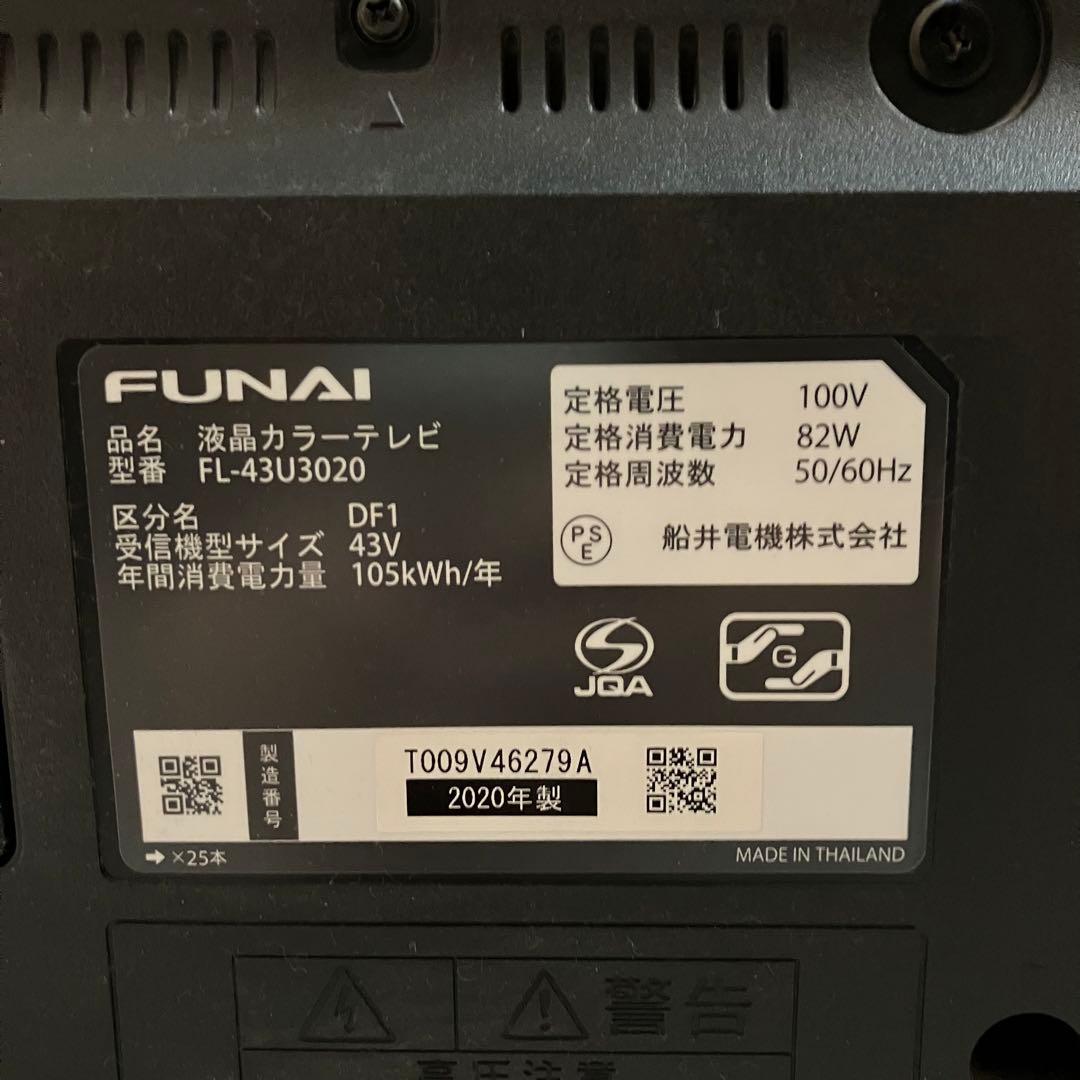 FUNAI
品名 液晶カラーテレビ
型番 FL-43U3020
区分名 DF1
受信機型サイズ 43V
年間消費電力量 105kWh/年
定格電圧 100V
定格消費電力 82W
定格周波数 50/60Hz
PSE 船井電機株式会社
JQA
G
製造番号
T009V46279A
2020年製
➡×25本
MADE IN THAILAND
警告
高圧注意